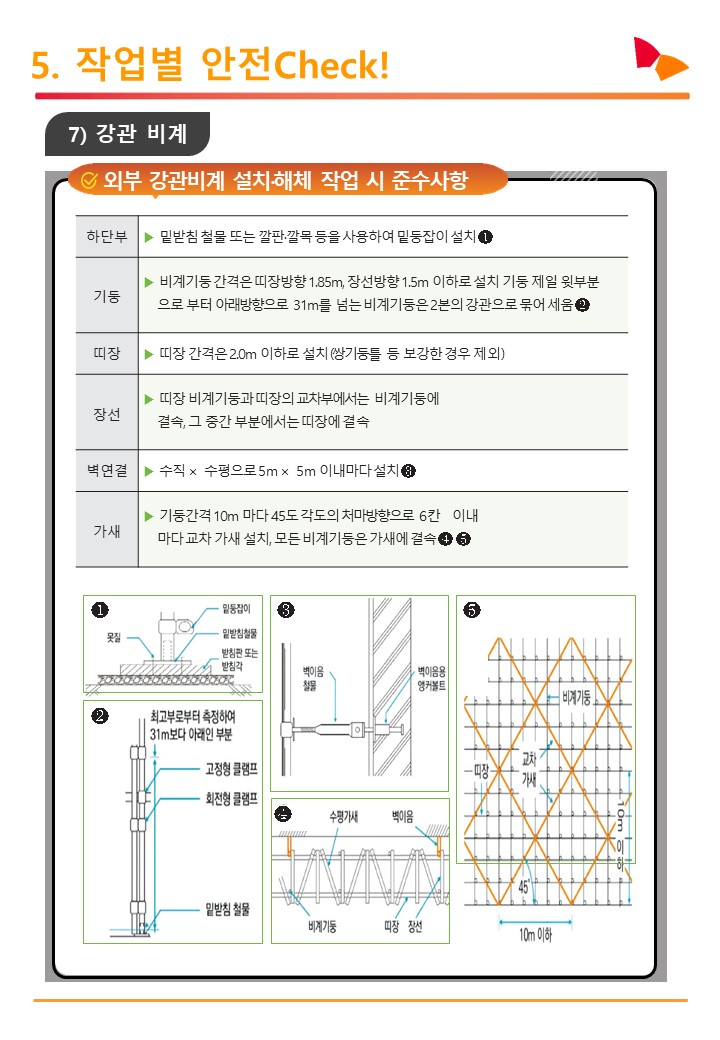 5. 작업별 안전Check!
7) 강관 비계
외부 강관비계 설치·해체 작업 시 준수사항
하단부
▶ 밑받침 철물 또는 깔판·깔목 등을 사용하여 밑둥잡이 설치 ❶
기둥
▶ 비계기둥 간격은 띠장방향 1.85m, 장선방향 1.5m 이하로 설치 기둥 제일 윗부분
으로 부터 아래방향으로 31m를 넘는 비계기둥은 2본의 강관으로 묶어 세움 ❷
띠장
▶ 띠장 간격은 2.0m 이하로 설치 (쌍기둥틀 등 보강한 경우 제외)
장선
▶ 띠장 비계기둥과 띠장의 교차부에서는 비계기둥에
결속, 그 중간 부분에서는 띠장에 결속
벽연결
▶ 수직 × 수평으로 5m × 5m 이내마다 설치 ❸
가새
▶ 기둥간격 10m 마다 45도 각도의 처마방향으로 6칸 이내
마다 교차 가새 설치, 모든 비계기둥은 가새에 결속 ❹ ❺
❶
밑둥잡이
못질
밑받침철물
받침판 또는
받침각
❷
최고부로부터 측정하여
31m보다 아래인 부분
고정형 클램프
회전형 클램프
밑받침 철물
❸
벽이음
철물
벽이음용
앵커볼트
❹
수평가새
벽이음
비계기둥
띠장
장선
❺
비계기둥
띠장
교차
가새
10m 이하
45°
10m 이하